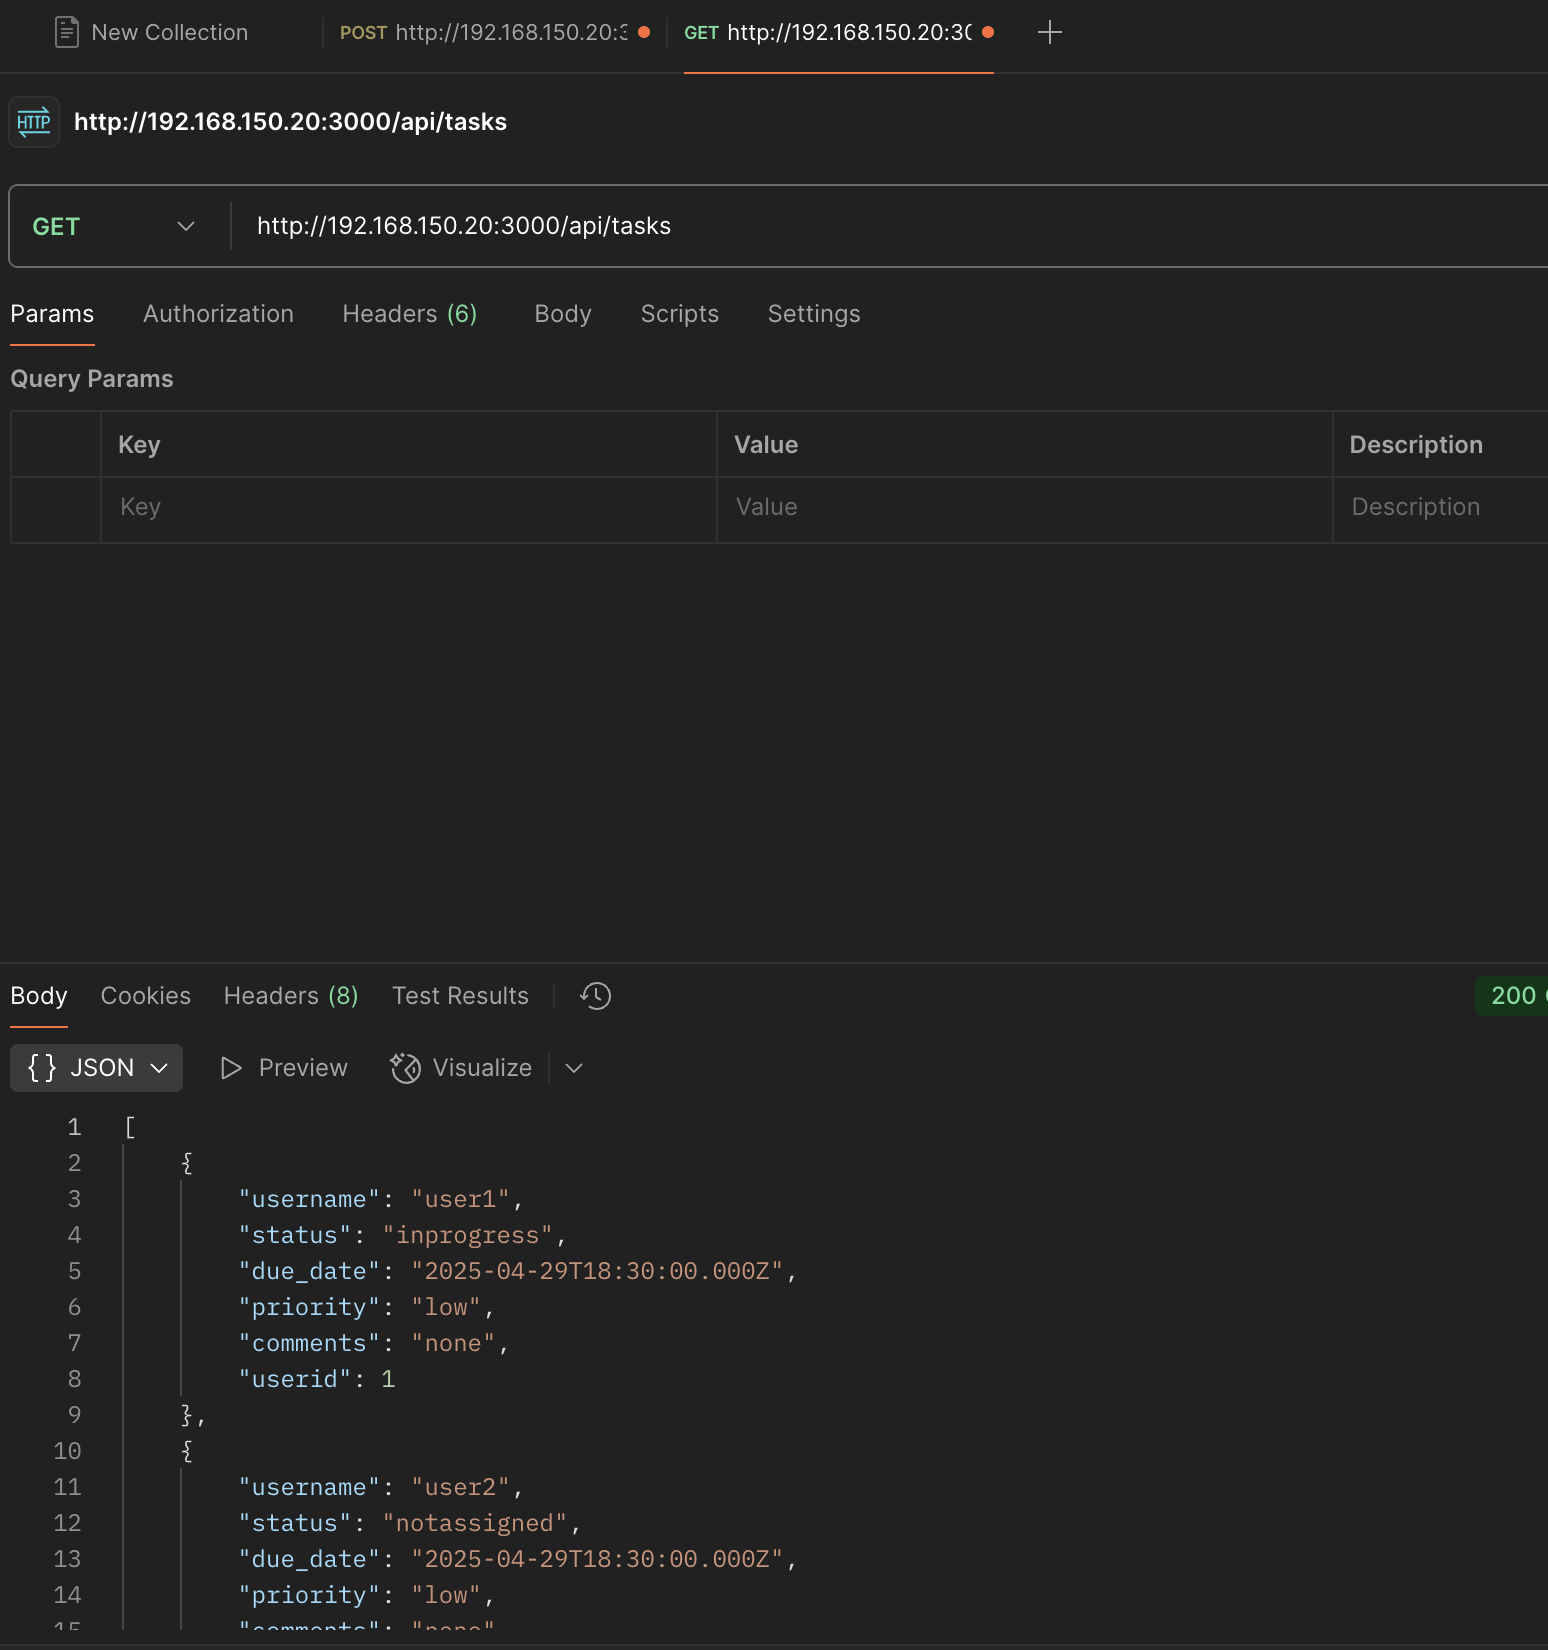 New Collection POST http://192.168.150.20:3 GET http://192.168.150.20:30
HTTP http://192.168.150.20:3000/api/tasks
GET http://192.168.150.20:3000/api/tasks
Params Authorization Headers (6) Body Scripts Settings
Query Params
Key Value Description
Key Value Description
Body Cookies Headers (8) Test Results 200
{} JSON Preview Visualize
1 [
2 {
3 "username": "user1",
4 "status": "inprogress",
5 "due_date": "2025-04-29T18:30:00.000Z",
6 "priority": "low",
7 "comments": "none",
8 "userid": 1
9 },
10 {
11 "username": "user2",
12 "status": "notassigned",
13 "due_date": "2025-04-29T18:30:00.000Z",
14 "priority": "low",
15 "comments": "none"